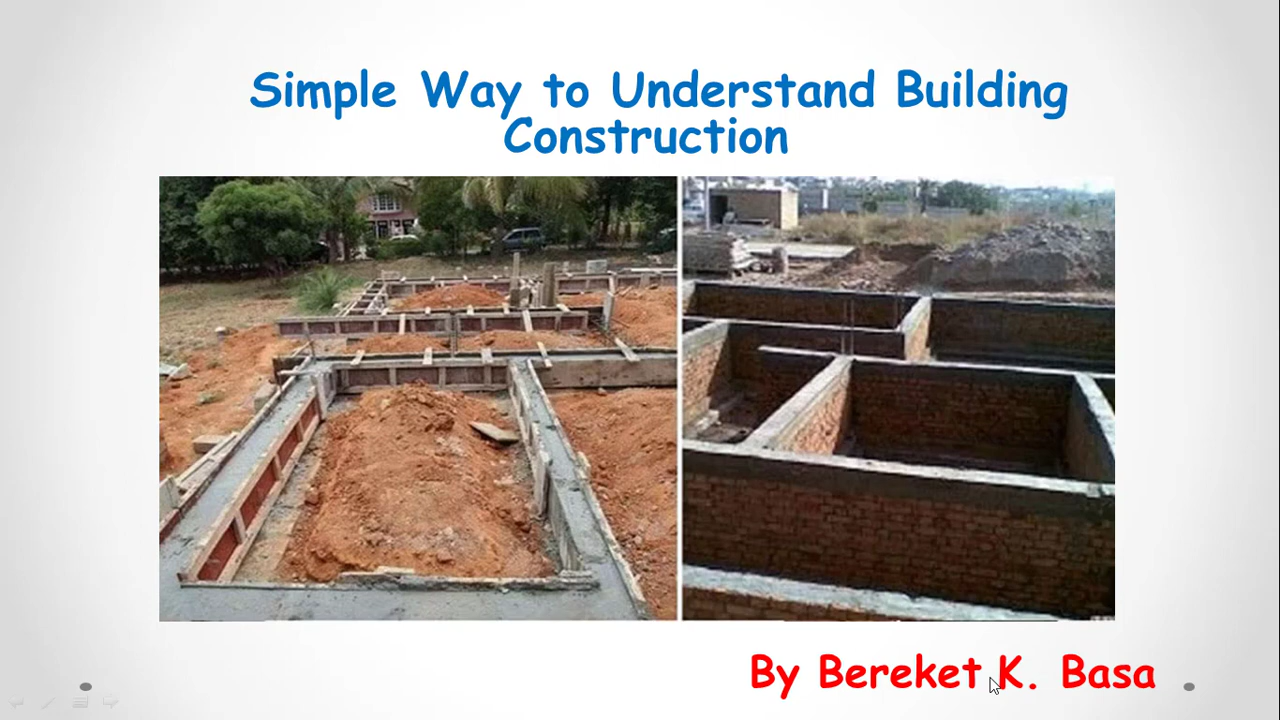 Simple Way to Understand Building
Construction
By Bereket K. Basa